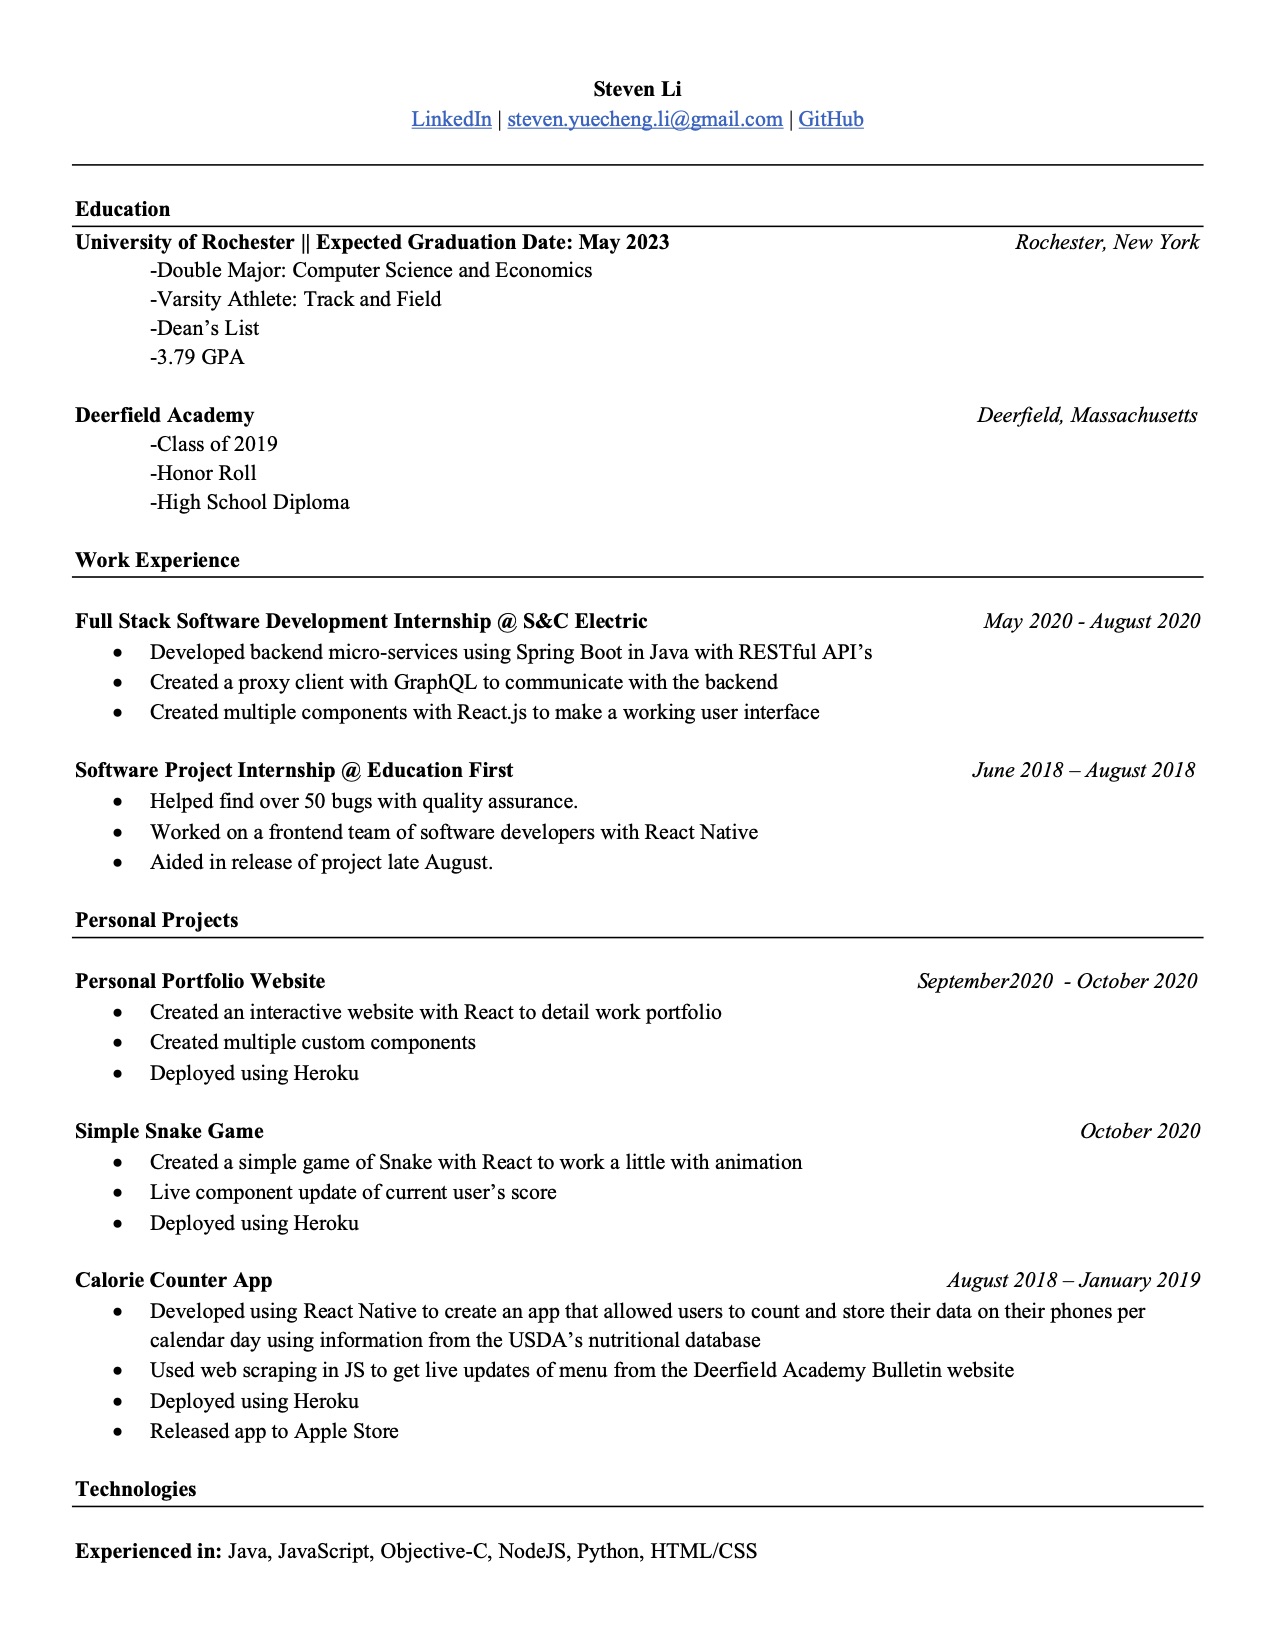 Steven Li
LinkedIn | steven.yuecheng.li@gmail.com | GitHub
Education
University of Rochester || Expected Graduation Date: May 2023 Rochester, New York
-Double Major: Computer Science and Economics
-Varsity Athlete: Track and Field
-Dean’s List
-3.79 GPA
Deerfield Academy Deerfield, Massachusetts
-Class of 2019
-Honor Roll
-High School Diploma
Work Experience
Full Stack Software Development Internship @ S&C Electric May 2020 - August 2020
• Developed backend micro-services using Spring Boot in Java with RESTful API’s
• Created a proxy client with GraphQL to communicate with the backend
• Created multiple components with React.js to make a working user interface
Software Project Internship @ Education First June 2018 – August 2018
• Helped find over 50 bugs with quality assurance.
• Worked on a frontend team of software developers with React Native
• Aided in release of project late August.
Personal Projects
Personal Portfolio Website September2020 - October 2020
• Created an interactive website with React to detail work portfolio
• Created multiple custom components
• Deployed using Heroku
Simple Snake Game October 2020
• Created a simple game of Snake with React to work a little with animation
• Live component update of current user’s score
• Deployed using Heroku
Calorie Counter App August 2018 – January 2019
• Developed using React Native to create an app that allowed users to count and store their data on their phones per
calendar day using information from the USDA’s nutritional database
• Used web scraping in JS to get live updates of menu from the Deerfield Academy Bulletin website
• Deployed using Heroku
• Released app to Apple Store
Technologies
Experienced in: Java, JavaScript, Objective-C, NodeJS, Python, HTML/CSS